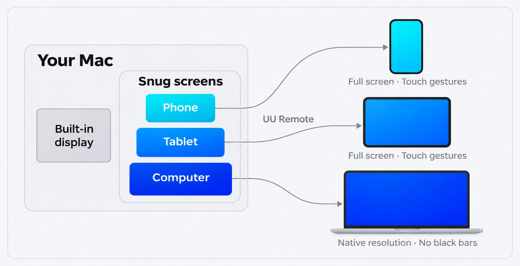 Your Mac
Snug screens
Phone
Built-in
display
Tablet
Computer
UU Remote
Full screen · Touch gestures
Full screen · Touch gestures
Native resolution · No black bars